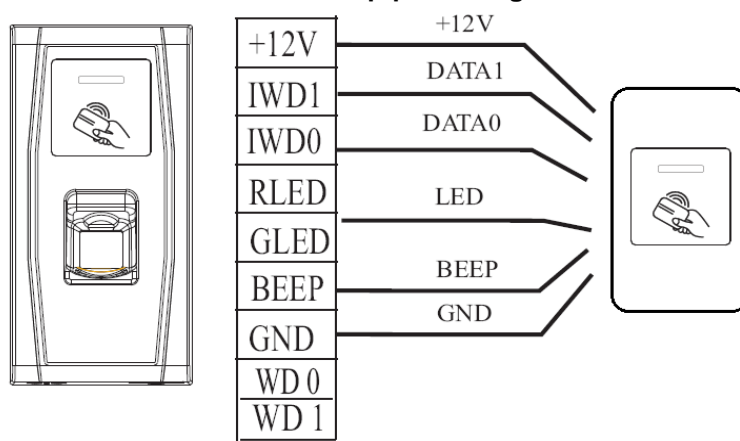 +12V
IWD1
IWD0
RLED
GLED
BEEP
GND
WD 0
WD 1
+12V
DATA1
DATA0
LED
BEEP
GND